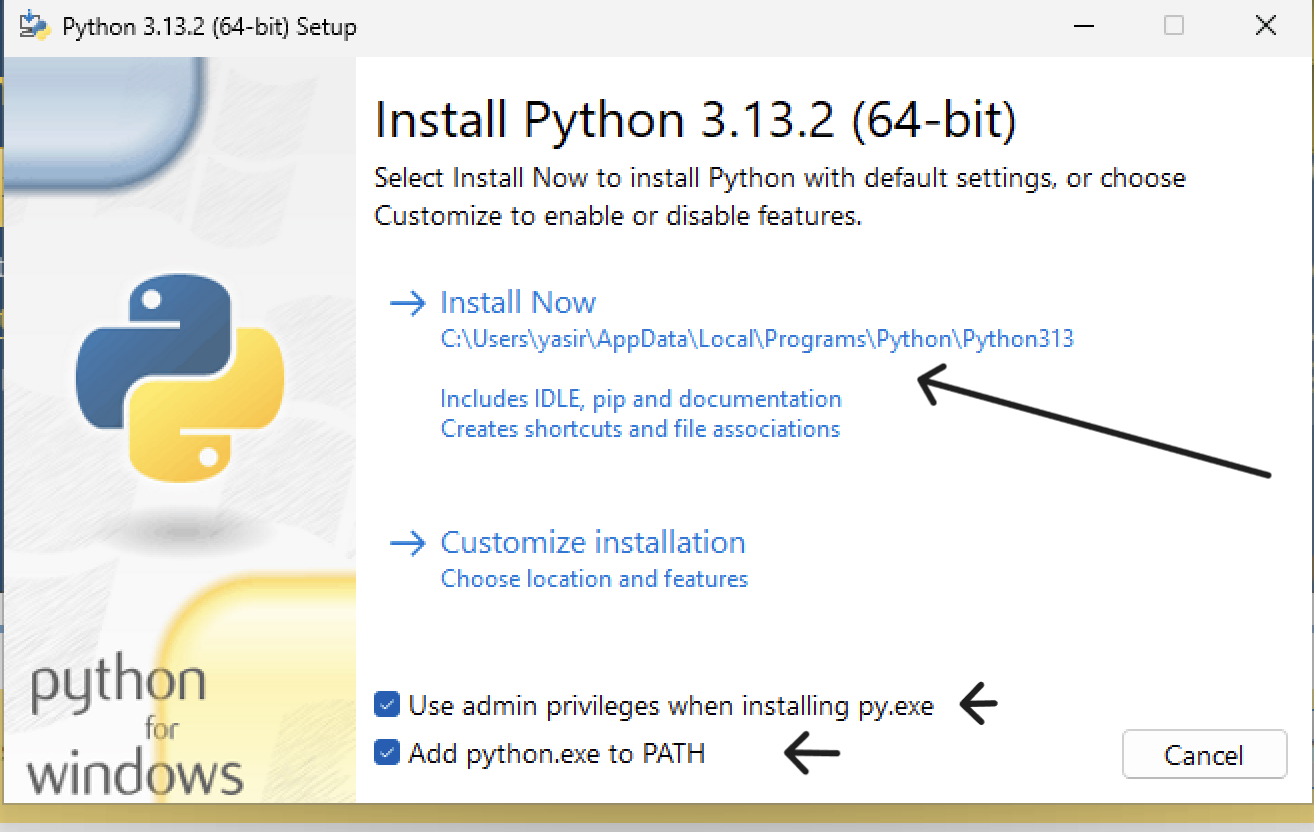 Python 3.13.2 (64-bit) Setup
Install Python 3.13.2 (64-bit)
Select Install Now to install Python with default settings, or choose
Customize to enable or disable features.
Install Now
C:\Users\yasir\AppData\Local\Programs\Python\Python313
Includes IDLE, pip and documentation
Creates shortcuts and file associations
Customize installation
Choose location and features
python
for
windows
Use admin privileges when installing py.exe
Add python.exe to PATH
Cancel